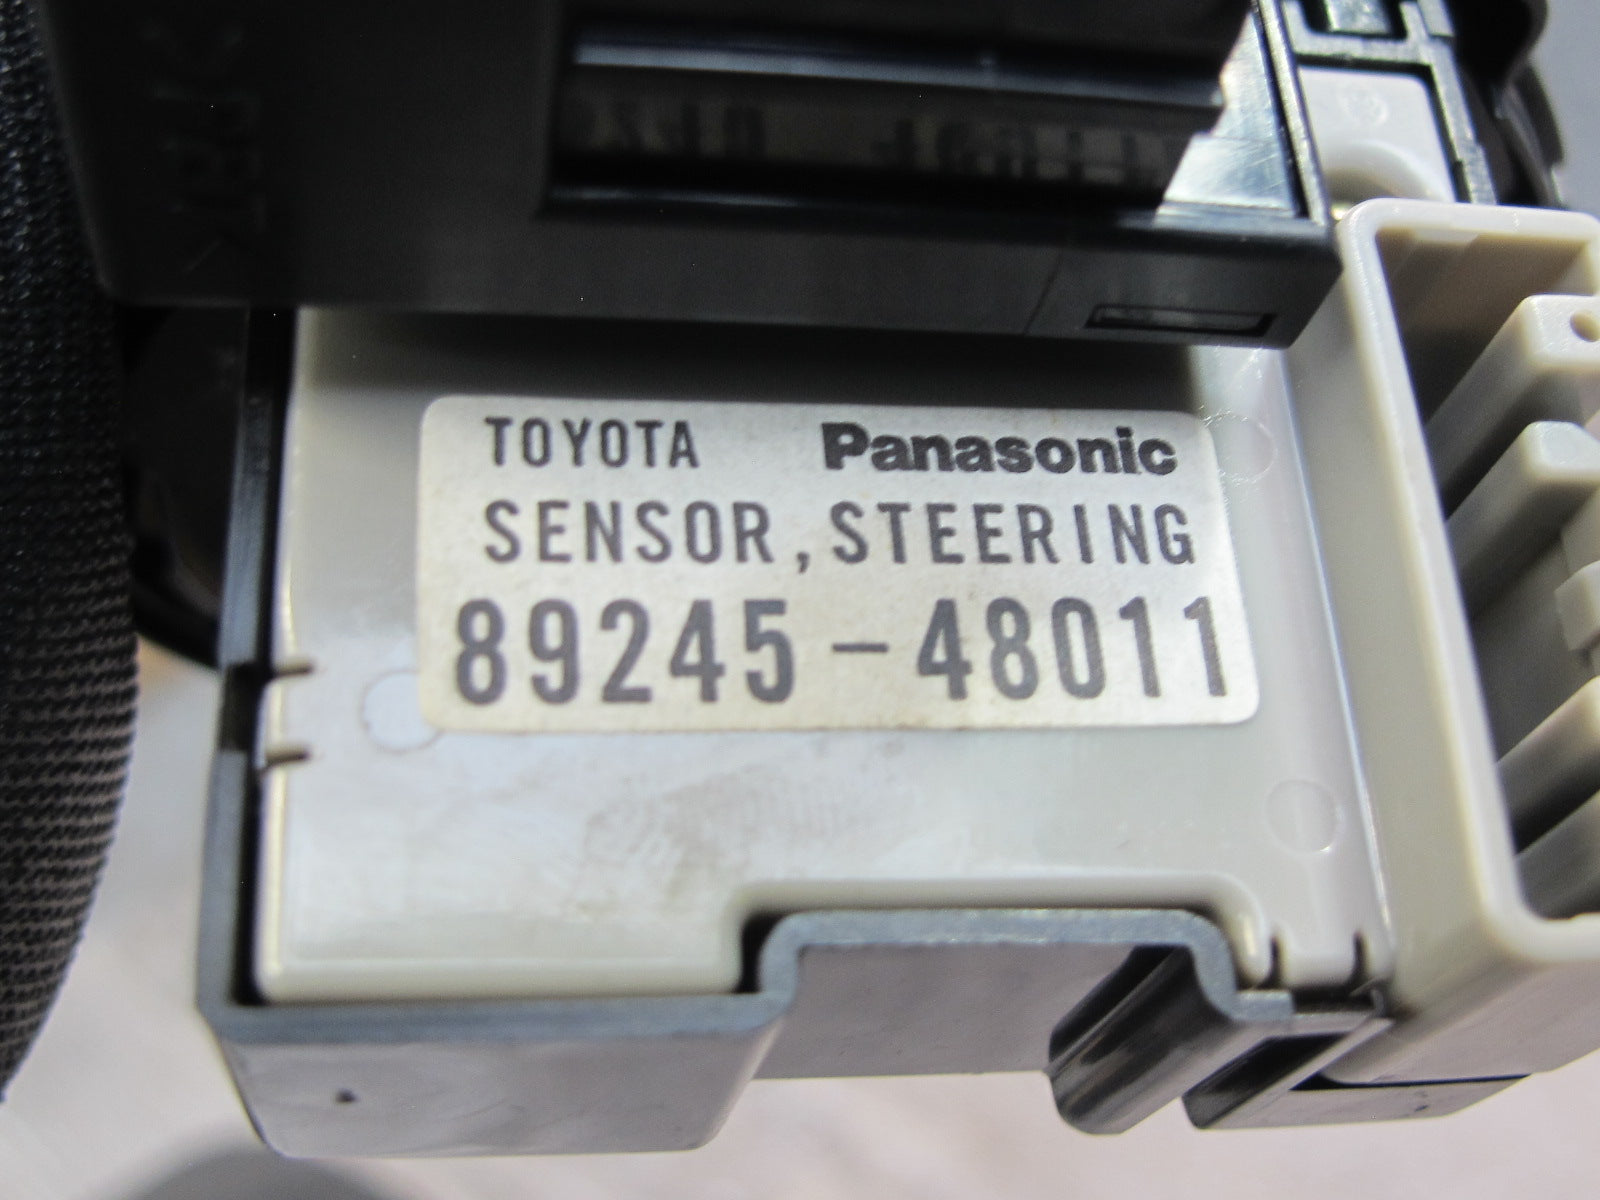 TOYOTA Panasonic
SENSOR, STEERING
89245-48011